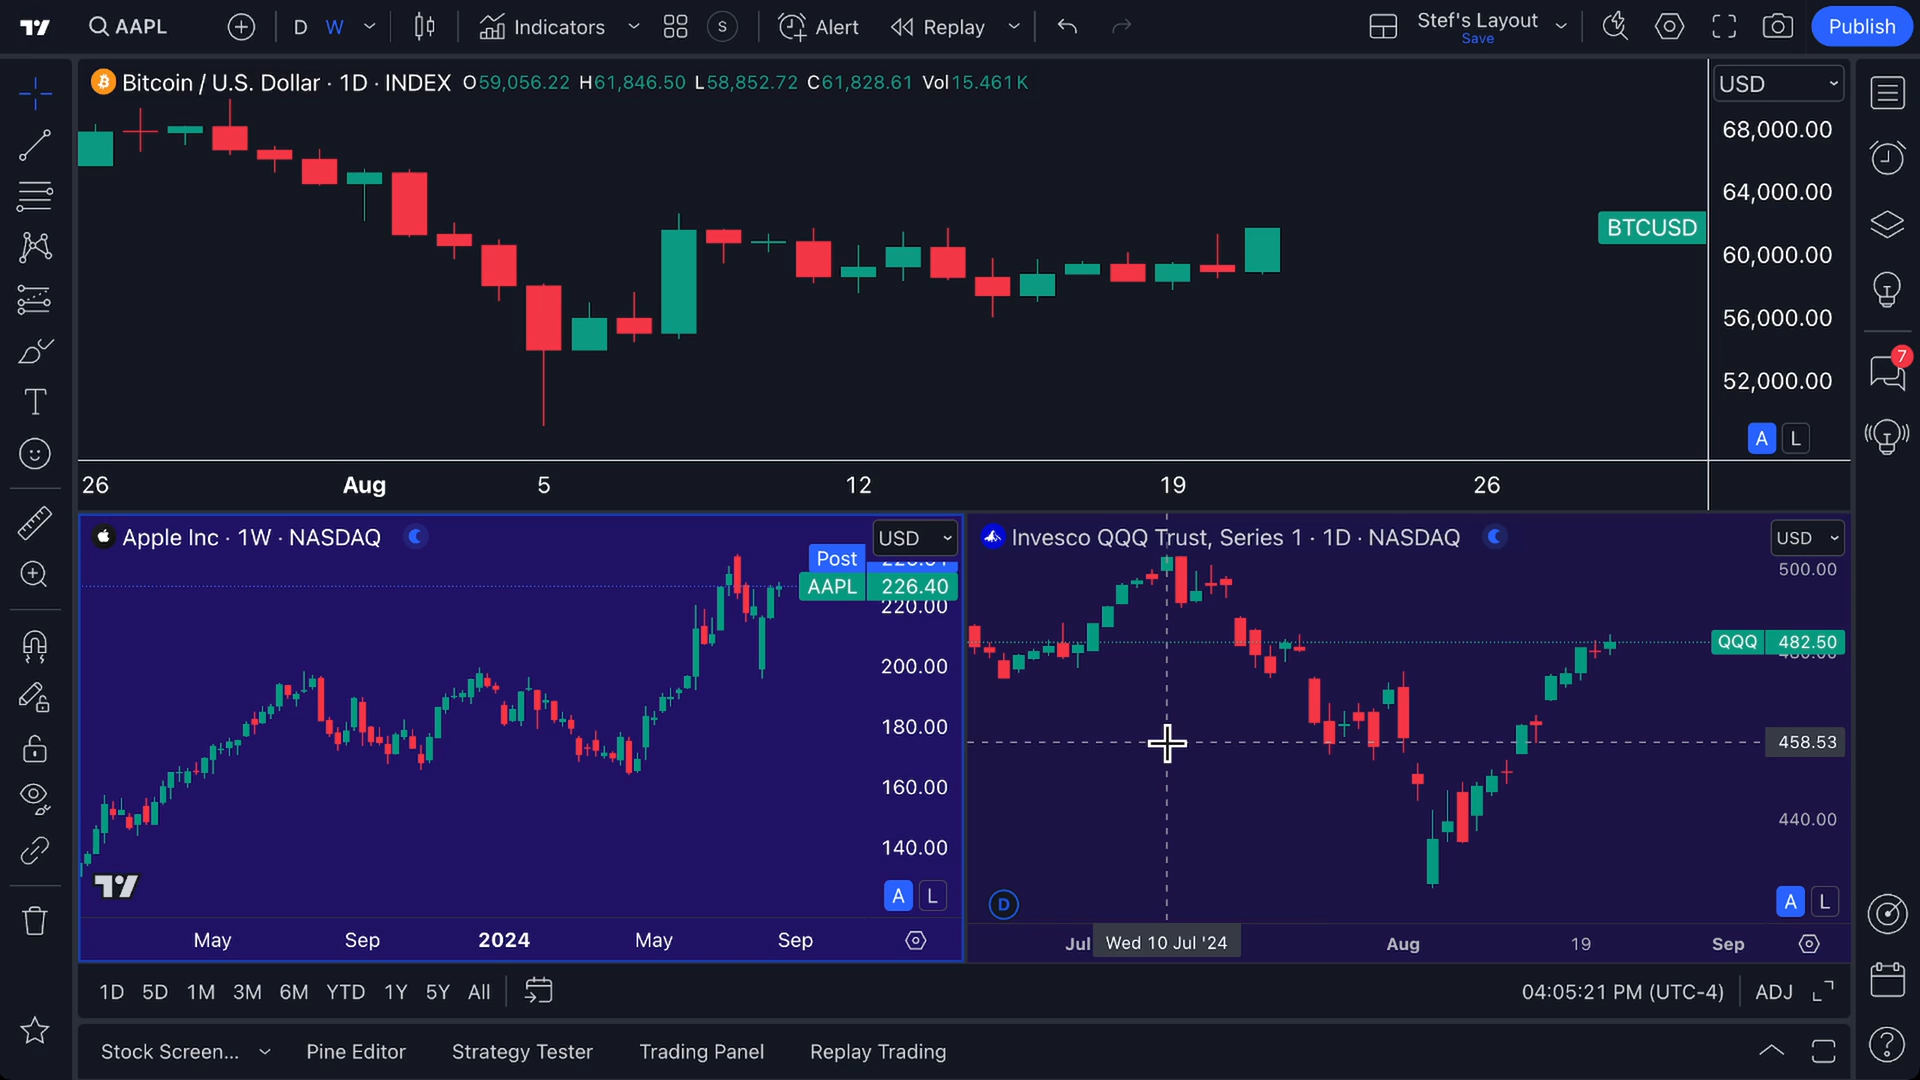 AAPL
D
W
Indicators
S
Alert
Replay
Stef's Layout
Save
Publish
Bitcoin / U.S. Dollar · 1D · INDEX O59,056.22 H61,846.50 L58,852.72 C61,828.61 Vol15.461K
USD
68,000.00
64,000.00
BTCUSD
60,000.00
56,000.00
52,000.00
A L
7
26 Aug 5 12 19 26
Apple Inc · 1W · NASDAQ
USD
Post
AAPL 226.40
220.00
200.00
180.00
160.00
140.00
A L
May Sep 2024 May Sep
Invesco QQQ Trust, Series 1 · 1D · NASDAQ
USD
500.00
QQQ 482.50
458.53
440.00
D
A L
Jul Wed 10 Jul '24 Aug 19 Sep
1D 5D 1M 3M 6M YTD 1Y 5Y All
04:05:21 PM (UTC-4) ADJ
Stock Screen... Pine Editor Strategy Tester Trading Panel Replay Trading